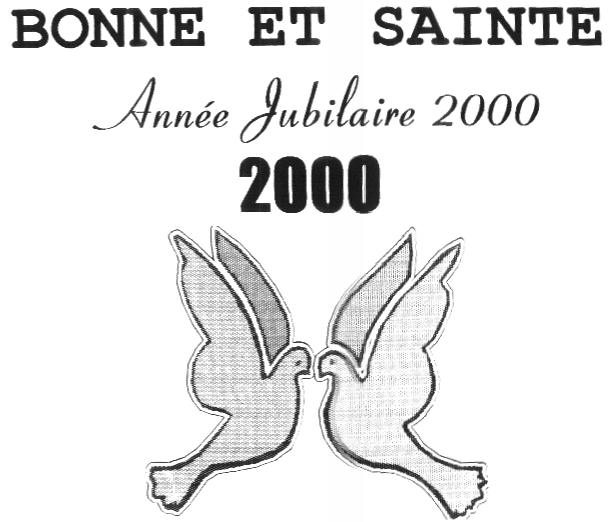 BONNE ET SAINTE
Année Jubilaire 2000
2000